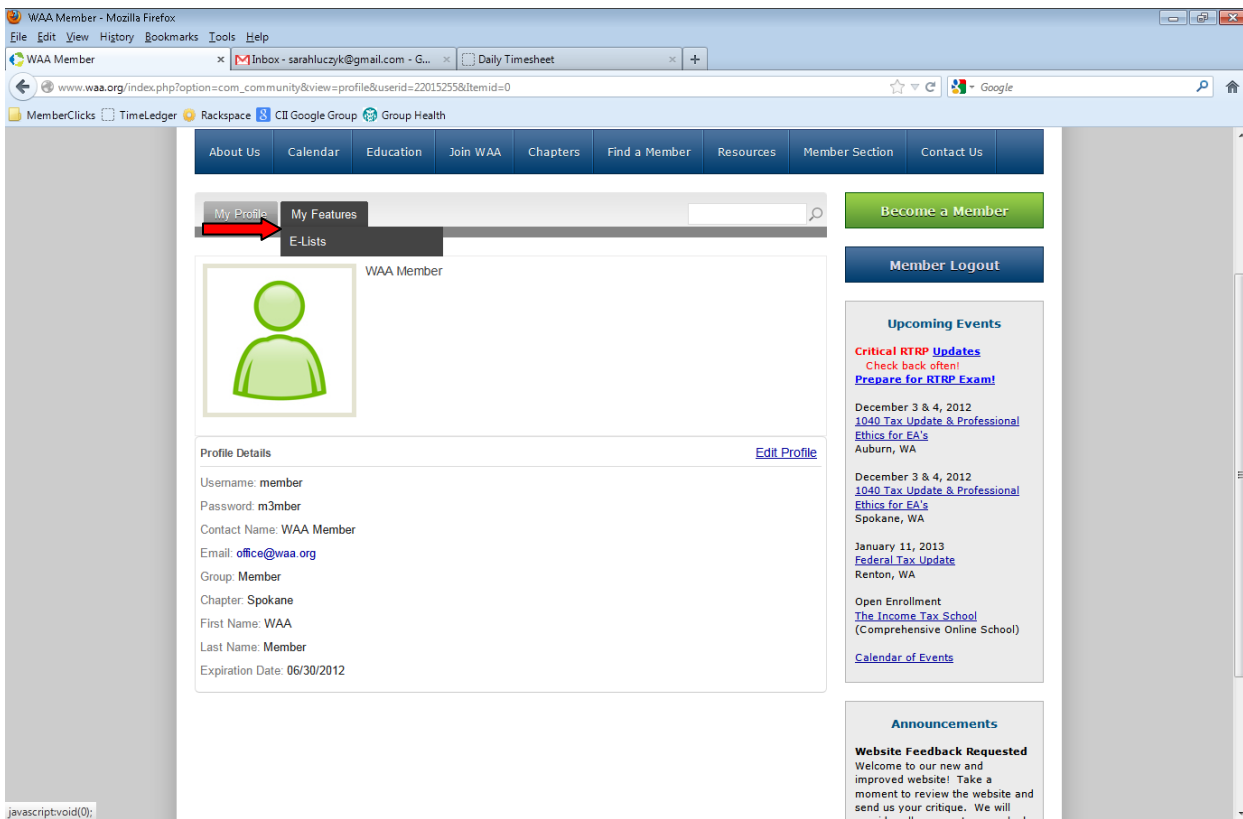 WAA Member - Mozilla Firefox
File Edit View History Bookmarks Tools Help
WAA Member × Inbox - sarahluczyk@gmail.com - G... × Daily Timesheet × +
www.waa.org/index.php?option=com_community&view=profile&userid=22015255&Itemid=0 Google
MemberClicks TimeLedger Rackspace CII Google Group Group Health
About Us Calendar Education Join WAA Chapters Find a Member Resources Member Section Contact Us
My Profile My Features
E-Lists
WAA Member
Profile Details Edit Profile
Username: member
Password: m3mber
Contact Name: WAA Member
Email: office@waa.org
Group: Member
Chapter: Spokane
First Name: WAA
Last Name: Member
Expiration Date: 06/30/2012
Become a Member
Member Logout
Upcoming Events
Critical RTRP Updates
Check back often!
Prepare for RTRP Exam!
December 3 & 4, 2012
1040 Tax Update & Professional
Ethics for EA's
Auburn, WA
December 3 & 4, 2012
1040 Tax Update & Professional
Ethics for EA's
Spokane, WA
January 11, 2013
Federal Tax Update
Renton, WA
Open Enrollment
The Income Tax School
(Comprehensive Online School)
Calendar of Events
Announcements
Website Feedback Requested
Welcome to our new and
improved website! Take a
moment to review the website and
send us your critique. We will
javascript:void(0);